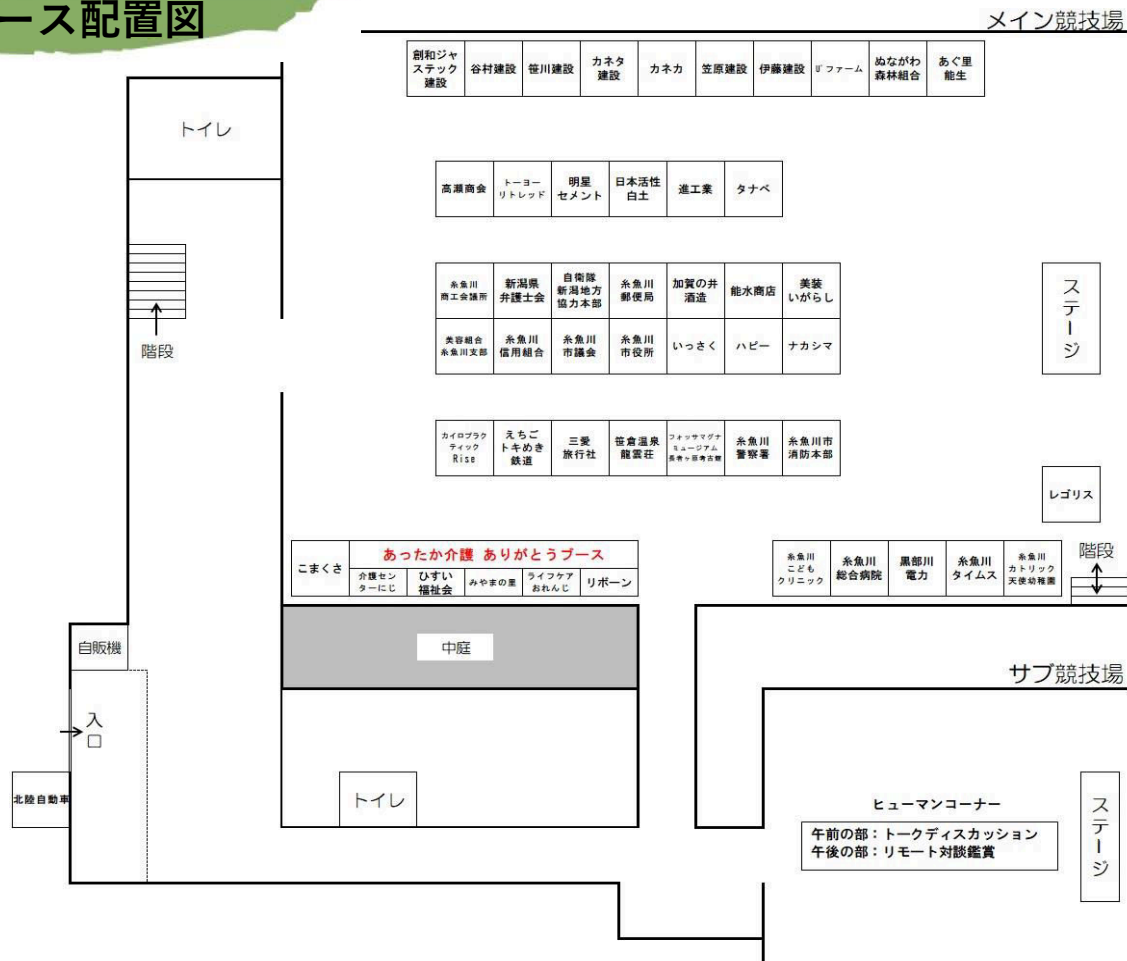 ース配置図
メイン競技場
創和ジャ
ステック
建設
谷村建設
笹川建設
カネタ
建設
カネカ
笠原建設
伊藤建設
ファーム
ぬながわ
森林組合
あぐ里
能生
トイレ
高瀬商会
トーヨー
リトレッド
明星
セメント
日本活性
白土
進工業
タナベ
糸魚川
商工会議所
新潟県
弁護士会
自衛隊
新潟地方
協力本部
糸魚川
郵便局
加賀の井
酒造
能水商店
美装
いがらし
美容組合
糸魚川支部
糸魚川
信用組合
糸魚川
市議会
糸魚川
市役所
いっさく
ハピー
ナカシマ
ステージ
階段
カイロプラク
ティック
Rise
えちご
トキめき
鉄道
三愛
旅行社
笹倉温泉
龍雲荘
フォッサマグナ
ミュージアム
長者ヶ原考古館
糸魚川
警察署
糸魚川市
消防本部
レゴリス
こまくさ
あったか介護 ありがとうブース
介護セン
ターにじ
ひすい
福祉会
みやまの里
ライフケア
おれんじ
リボーン
糸魚川
こども
クリニック
糸魚川
総合病院
黒部川
電力
糸魚川
タイムス
糸魚川
カトリック
天使幼稚園
階段
自販機
中庭
サブ競技場
入口
北陸自動車
トイレ
ヒューマンコーナー
午前の部:トークディスカッション
午後の部:リモート対談鑑賞
ステージ